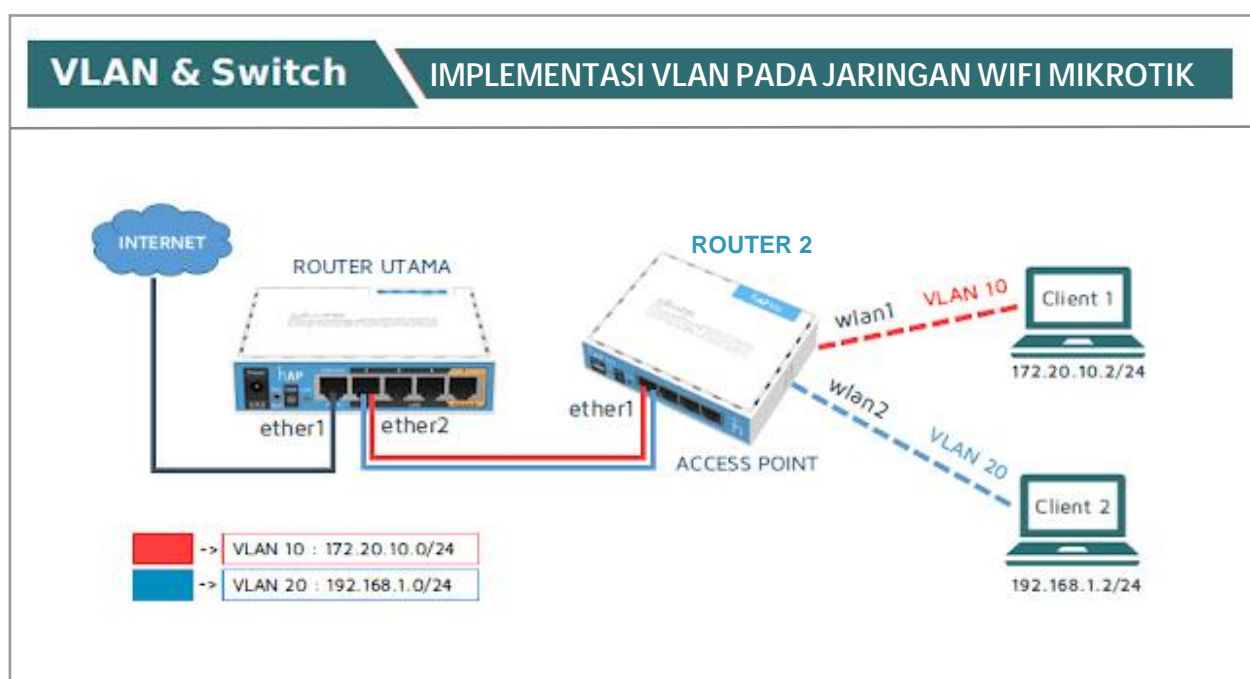 VLAN & Switch
IMPLEMENTASI VLAN PADA JARINGAN WIFI MIKROTIK
INTERNET
ROUTER UTAMA
ROUTER 2
hAP
hAP
ether1
ether2
ether1
ACCESS POINT
wlan1
VLAN 10
Client 1
172.20.10.2/24
wlan2
VLAN 20
Client 2
192.168.1.2/24
-> VLAN 10 : 172.20.10.0/24
-> VLAN 20 : 192.168.1.0/24